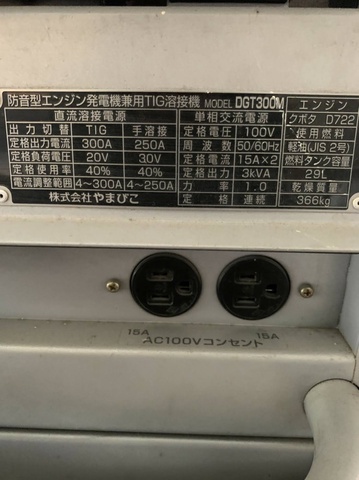 防音型エンジン発電機兼用TIG溶接機 MODEL DGT300M
直流溶接電源
出力切替 TIG 手溶接
定格出力電流 300A 250A
定格負荷電圧 20V 30V
定格使用率 40% 40%
電流調整範囲 4〜300A 4〜250A
株式会社やまびこ
単相交流電源
定格電圧 100V
周波数 50/60Hz
定格電流 15A×2
定格出力 3kVA
力率 1.0
定格 連続
エンジン
クボタ D722
使用燃料
軽油(JIS 2号)
燃料タンク容量
29L
乾燥質量
366kg
15A 15A
AC100Vコンセント